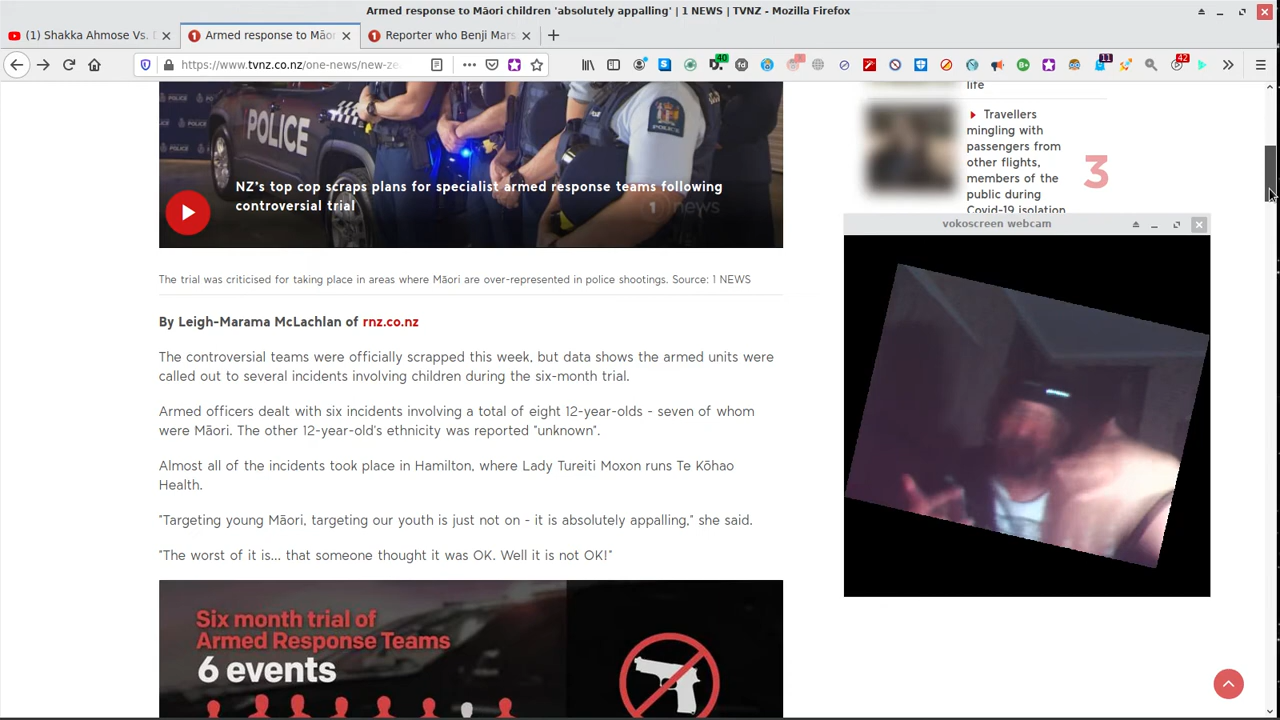 Armed response to Māori children 'absolutely appalling' | 1 NEWS | TVNZ - Mozilla Firefox
(1) Shakka Ahmose Vs. D
Armed response to Māo
Reporter who Benji Mars
https://www.tvnz.co.nz/one-news/new-ze
40
11
42
life
POLICE
NZ's top cop scraps plans for specialist armed response teams following
controversial trial
1 news
Travellers
mingling with
passengers from
other flights,
members of the
public during
Covid-19 isolation
3
vokoscreen webcam
The trial was criticised for taking place in areas where Māori are over-represented in police shootings. Source: 1 NEWS
By Leigh-Marama McLachlan of rnz.co.nz
The controversial teams were officially scrapped this week, but data shows the armed units were
called out to several incidents involving children during the six-month trial.
Armed officers dealt with six incidents involving a total of eight 12-year-olds - seven of whom
were Māori. The other 12-year-old's ethnicity was reported "unknown".
Almost all of the incidents took place in Hamilton, where Lady Tureiti Moxon runs Te Kōhao
Health.
"Targeting young Māori, targeting our youth is just not on - it is absolutely appalling," she said.
"The worst of it is... that someone thought it was OK. Well it is not OK!"
Six month trial of
Armed Response Teams
6 events